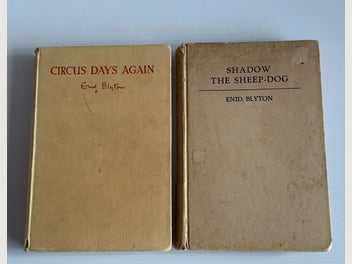 CIRCUS DAYS AGAIN
Enid Blyton
SHADOW
THE SHEEP-DOG
ENID BLYTON